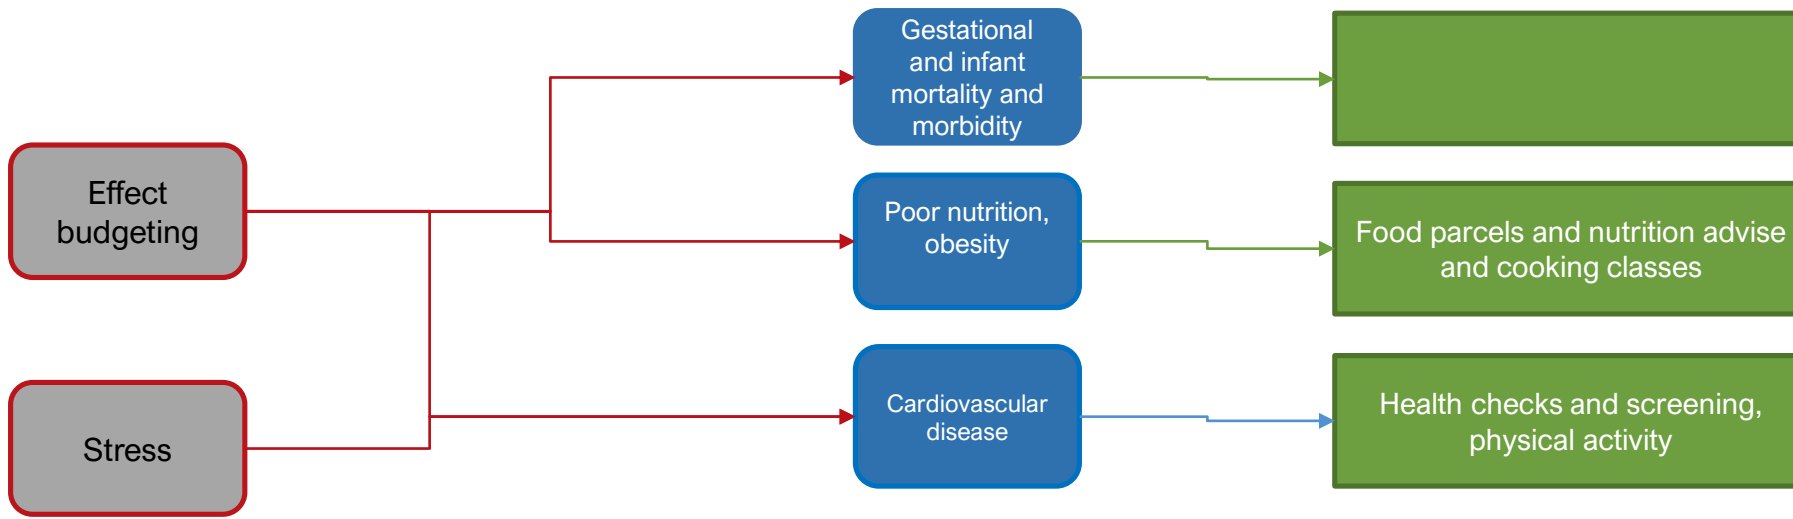 Gestational
and infant
mortality and
morbidity
Effect
budgeting
Poor nutrition,
obesity
Food parcels and nutrition advise
and cooking classes
Stress
Cardiovascular
disease
Health checks and screening,
physical activity